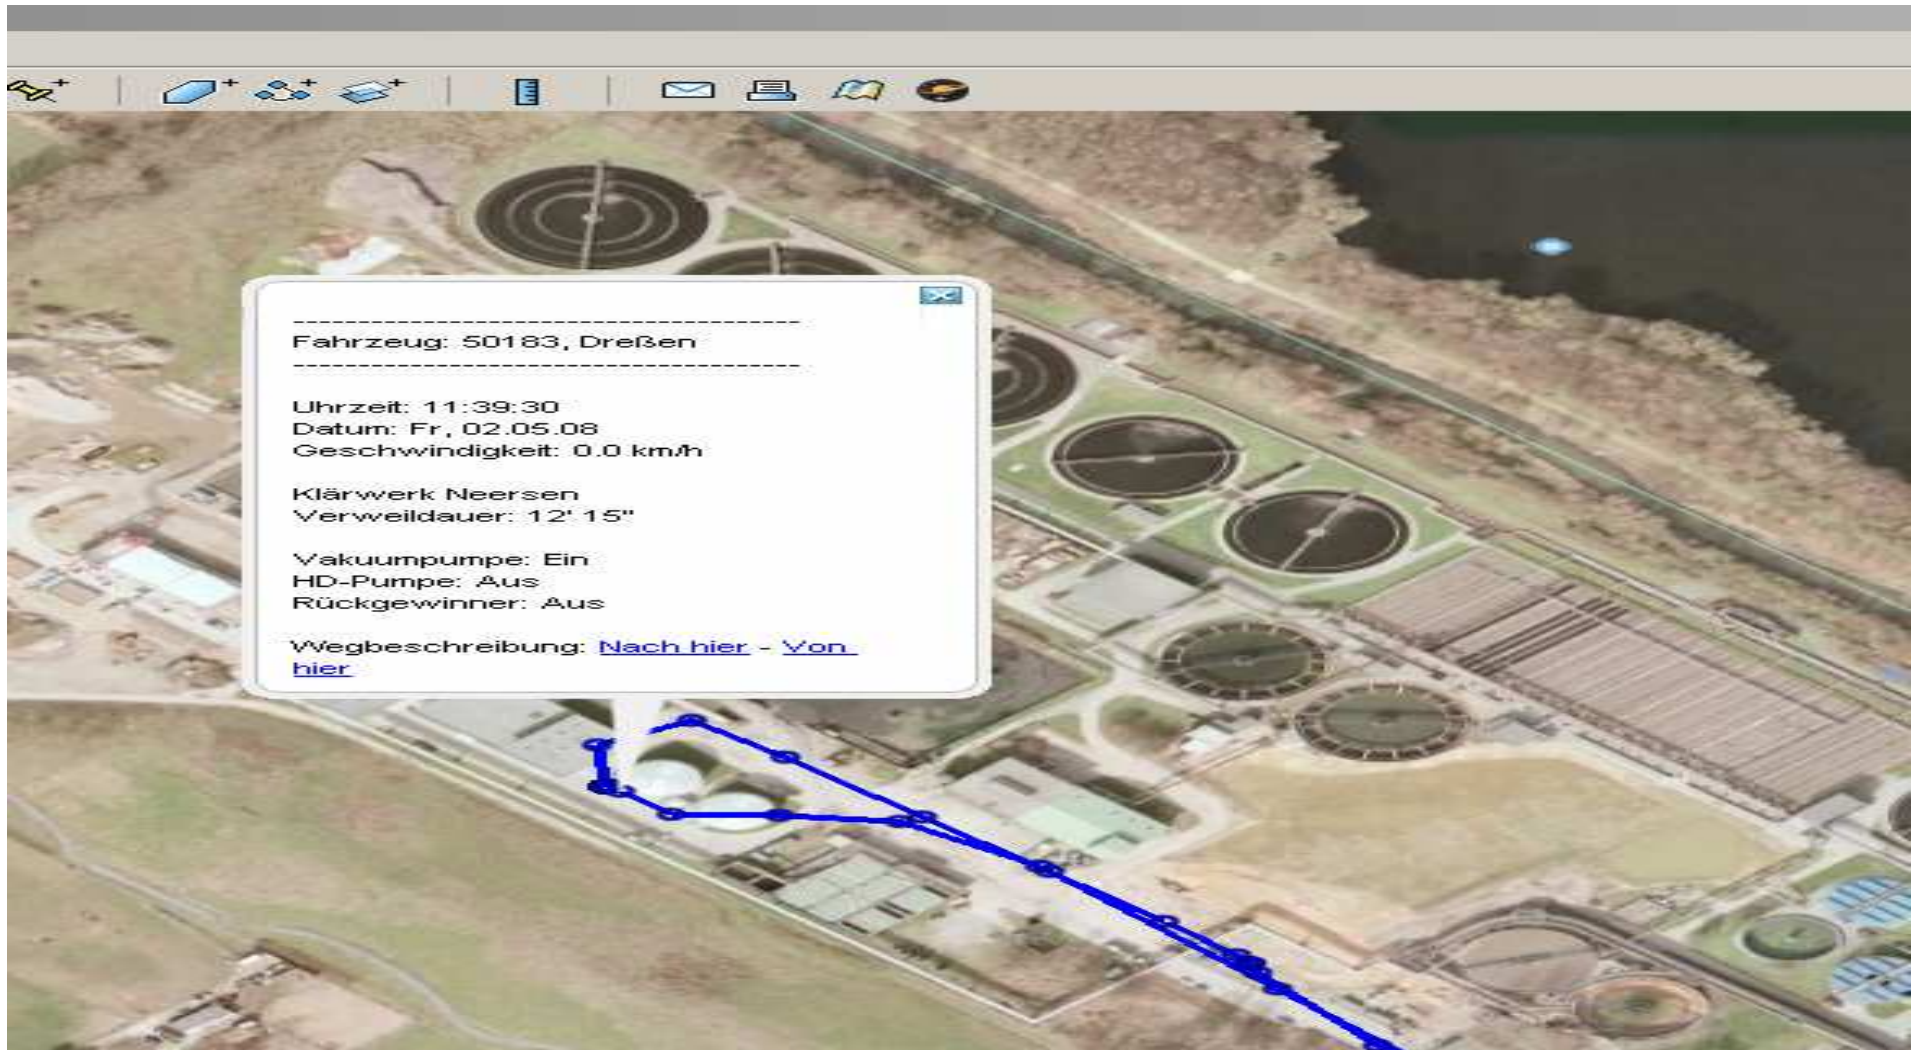 ----------------------------------------
Fahrzeug: 50183, Dreßen
----------------------------------------
Uhrzeit: 11:39:30
Datum: Fr, 02.05.08
Geschwindigkeit: 0.0 km/h
Klärwerk Neersen
Verweildauer: 12' 15"
Vakuumpumpe: Ein
HD-Pumpe: Aus
Rückgewinner: Aus
Wegbeschreibung: Nach hier - Von
hier